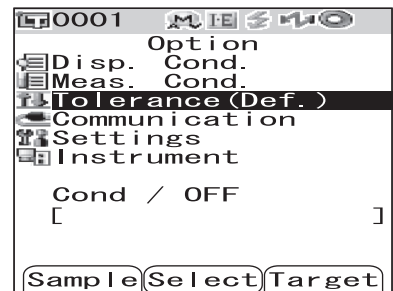 0001 M I·E
Option
Disp. Cond.
Meas. Cond.
Tolerance(Def.)
Communication
Settings
Instrument
Cond / OFF
[ ]
Sample Select Target